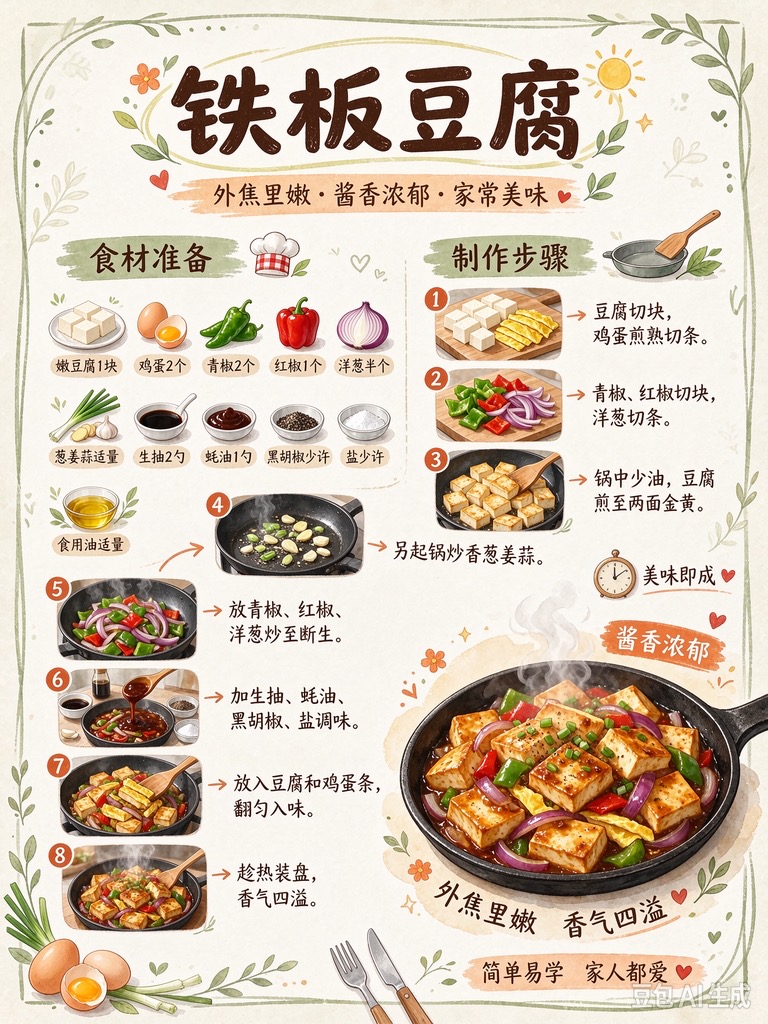 铁板豆腐
外焦里嫩·酱香浓郁·家常美味
食材准备
嫩豆腐1块
鸡蛋2个
青椒2个
红椒1个
洋葱半个
葱姜蒜适量
生抽2勺
蚝油1勺
黑胡椒少许
盐少许
食用油适量
制作步骤
1
豆腐切块，
鸡蛋煎熟切条。
2
青椒、红椒切块，
洋葱切条。
3
锅中少油，豆腐
煎至两面金黄。
4
另起锅炒香葱姜蒜。
5
放青椒、红椒、
洋葱炒至断生。
6
加生抽、蚝油、
黑胡椒、盐调味。
7
放入豆腐和鸡蛋条，
翻匀入味。
8
趁热装盘，
香气四溢。
美味即成
酱香浓郁
外焦里嫩 香气四溢
简单易学 家人都爱
豆包AI生成